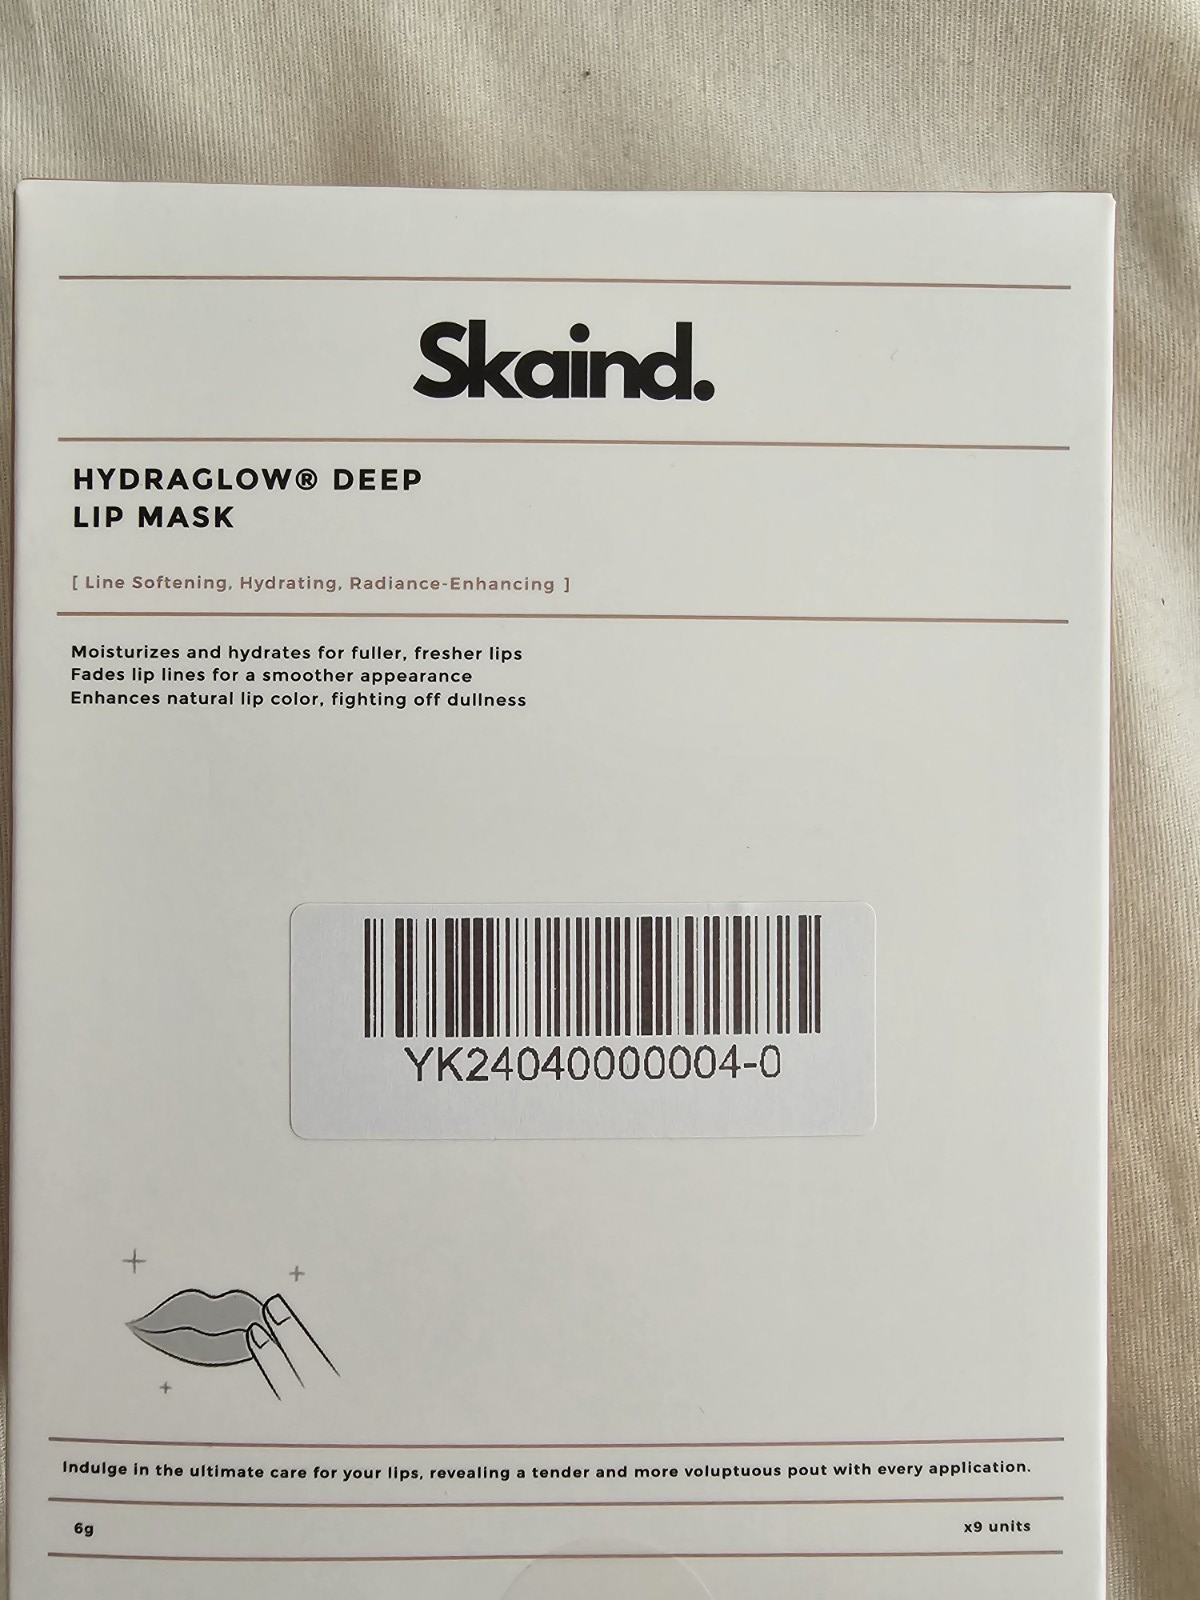 Skaind.
HYDRAGLOW® DEEP
LIP MASK
[ Line Softening, Hydrating, Radiance-Enhancing ]
Moisturizes and hydrates for fuller, fresher lips
Fades lip lines for a smoother appearance
Enhances natural lip color, fighting off dullness
YK24040000004-0
Indulge in the ultimate care for your lips, revealing a tender and more voluptuous pout with every application.
6g
x9 units